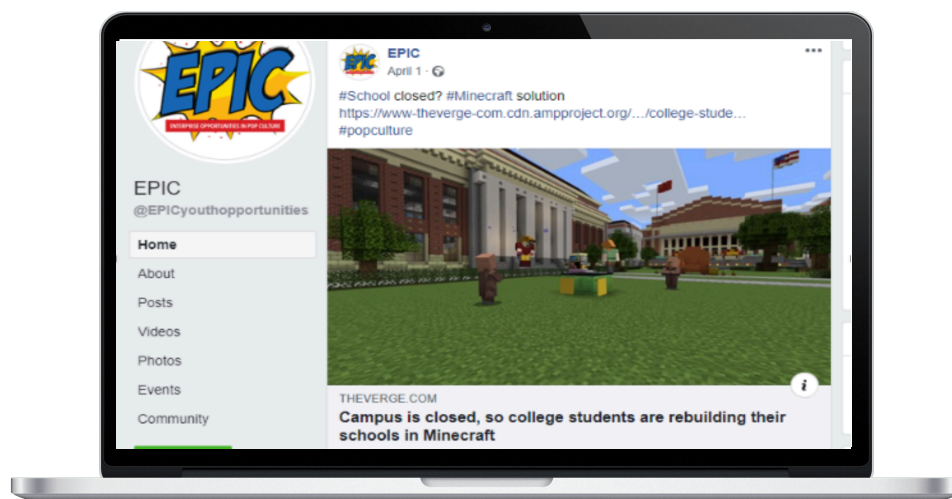 EPIC
ENTERPRISE OPPORTUNITIES IN POP CULTURE
EPIC
@EPICyouthopportunities
Home
About
Posts
Videos
Photos
Events
Community
EPIC
EPIC
April 1 ·
#School closed? #Minecraft solution
https://www-theverge-com.cdn.ampproject.org/…/college-stude…
#popculture
i
THEVERGE.COM
Campus is closed, so college students are rebuilding their
schools in Minecraft